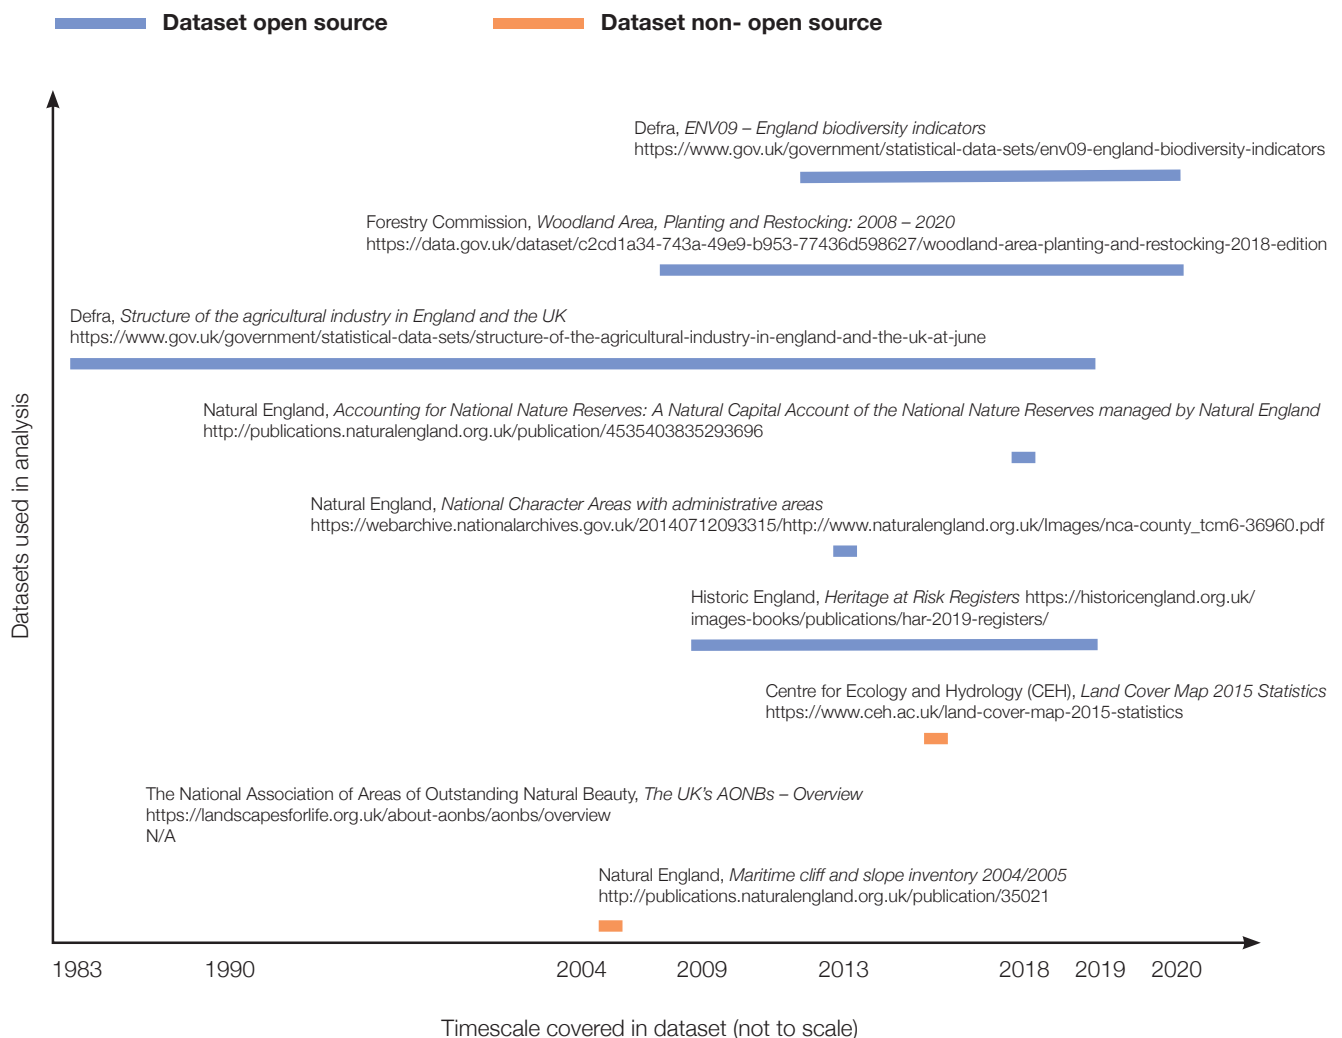 Dataset open source
Dataset non- open source
Defra, ENV09 – England biodiversity indicators
https://www.gov.uk/government/statistical-data-sets/env09-england-biodiversity-indicators
Forestry Commission, Woodland Area, Planting and Restocking: 2008 – 2020
https://data.gov.uk/dataset/c2cd1a34-743a-49e9-b953-77436d598627/woodland-area-planting-and-restocking-2018-edition
Defra, Structure of the agricultural industry in England and the UK
https://www.gov.uk/government/statistical-data-sets/structure-of-the-agricultural-industry-in-england-and-the-uk-at-june
Natural England, Accounting for National Nature Reserves: A Natural Capital Account of the National Nature Reserves managed by Natural England
http://publications.naturalengland.org.uk/publication/4535403835293696
Natural England, National Character Areas with administrative areas
https://webarchive.nationalarchives.gov.uk/20140712093315/http://www.naturalengland.org.uk/Images/nca-county_tcm6-36960.pdf
Historic England, Heritage at Risk Registers https://historicengland.org.uk/
images-books/publications/har-2019-registers/
Centre for Ecology and Hydrology (CEH), Land Cover Map 2015 Statistics
https://www.ceh.ac.uk/land-cover-map-2015-statistics
The National Association of Areas of Outstanding Natural Beauty, The UK's AONBs – Overview
https://landscapesforlife.org.uk/about-aonbs/aonbs/overview
N/A
Natural England, Maritime cliff and slope inventory 2004/2005
http://publications.naturalengland.org.uk/publication/35021
Datasets used in analysis
1983 1990 2004 2009 2013 2018 2019 2020
Timescale covered in dataset (not to scale)